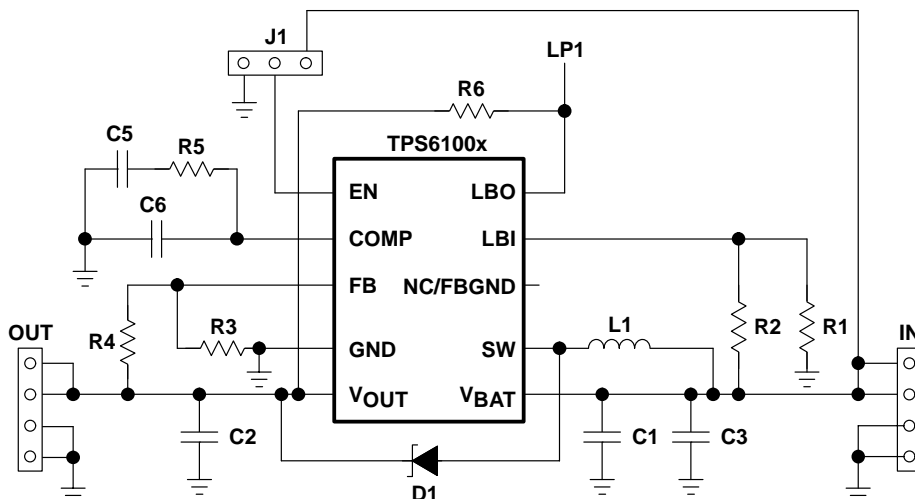 J1
LP1
R6
TPS6100x
C5
R5
C6
EN
LBO
COMP
LBI
FB
NC/FBGND
OUT
R4
R3
GND
SW
L1
R2
R1
IN
VOUT
VBAT
C2
C1
C3
D1